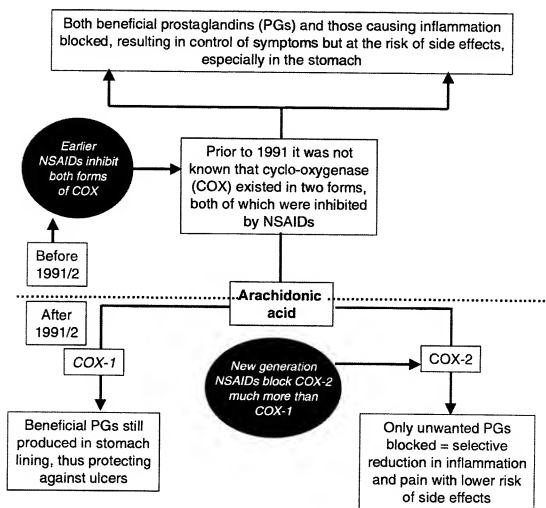 Both beneficial prostaglandins (PGs) and those causing inflammation
blocked, resulting in control of symptoms but at the risk of side effects,
especially in the stomach
Earlier
NSAIDs inhibit
both forms
of COX
Prior to 1991 it was not
known that cyclo-oxygenase
(COX) existed in two forms,
both of which were inhibited
by NSAIDs
Before
1991/2
Arachidonic
acid
After
1991/2
COX-1
New generation
NSAIDs block COX-2
much more than
COX-1
COX-2
Beneficial PGs still
produced in stomach
lining, thus protecting
against ulcers
Only unwanted PGs
blocked = selective
reduction in inflammation
and pain with lower risk
of side effects